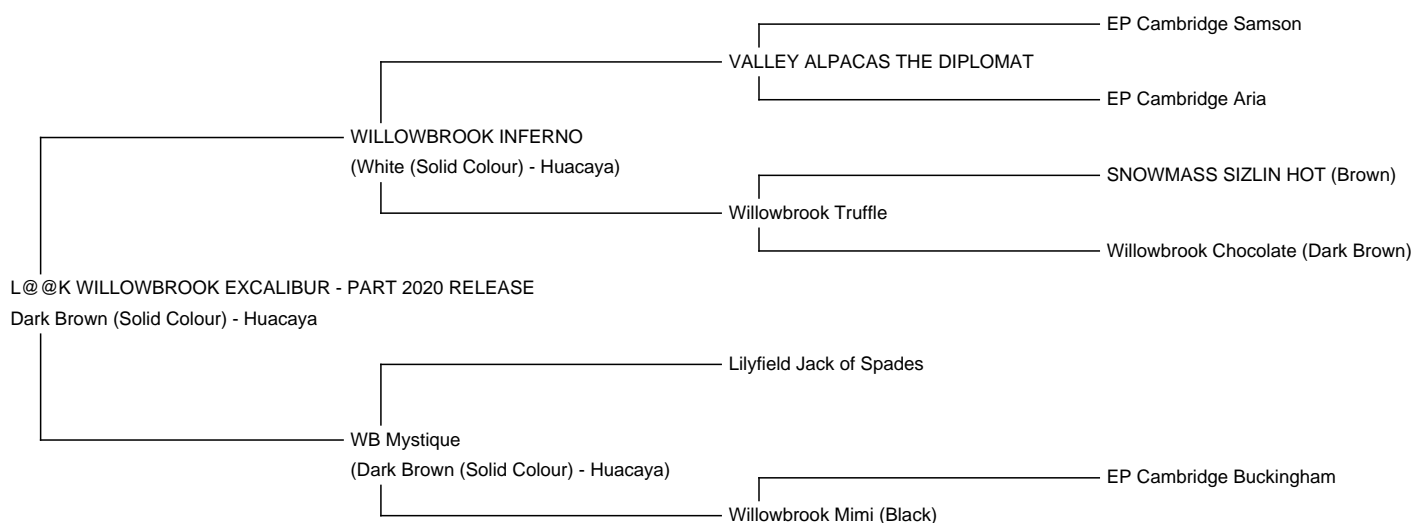 EP Cambridge Samson
VALLEY ALPACAS THE DIPLOMAT
EP Cambridge Aria
WILLOWBROOK INFERNO
(White (Solid Colour) - Huacaya)
SNOWMASS SIZLIN HOT (Brown)
Willowbrook Truffle
Willowbrook Chocolate (Dark Brown)
L@@K WILLOWBROOK EXCALIBUR - PART 2020 RELEASE
Dark Brown (Solid Colour) - Huacaya
Lilyfield Jack of Spades
WB Mystique
(Dark Brown (Solid Colour) - Huacaya)
EP Cambridge Buckingham
Willowbrook Mimi (Black)